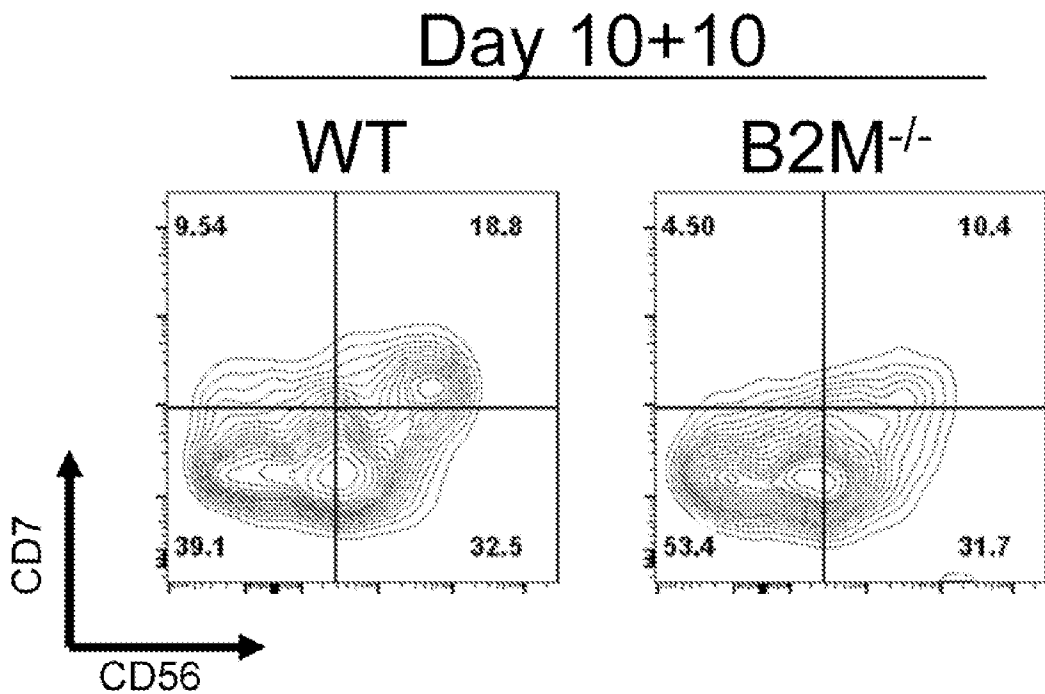 Day 10+10
WT
B2M-/-
9.54 18.8
4.50 10.4
39.1 32.5
53.4 31.7
CD7
CD56